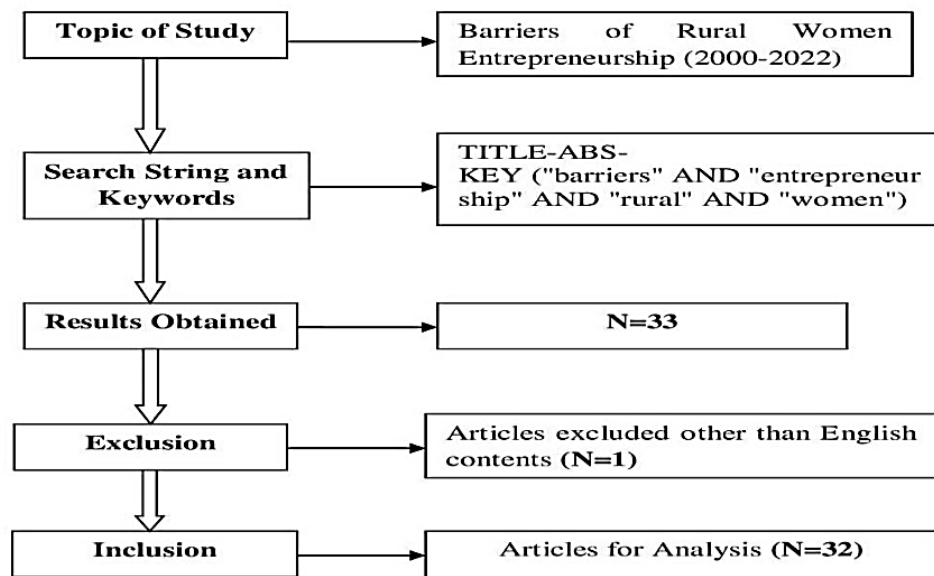 Topic of Study
Barriers of Rural Women
Entrepreneurship (2000-2022)
Search String and
Keywords
TITLE-ABS-
KEY ("barriers" AND "entrepreneur
ship" AND "rural" AND "women")
Results Obtained
N=33
Exclusion
Articles excluded other than English
contents (N=1)
Inclusion
Articles for Analysis (N=32)